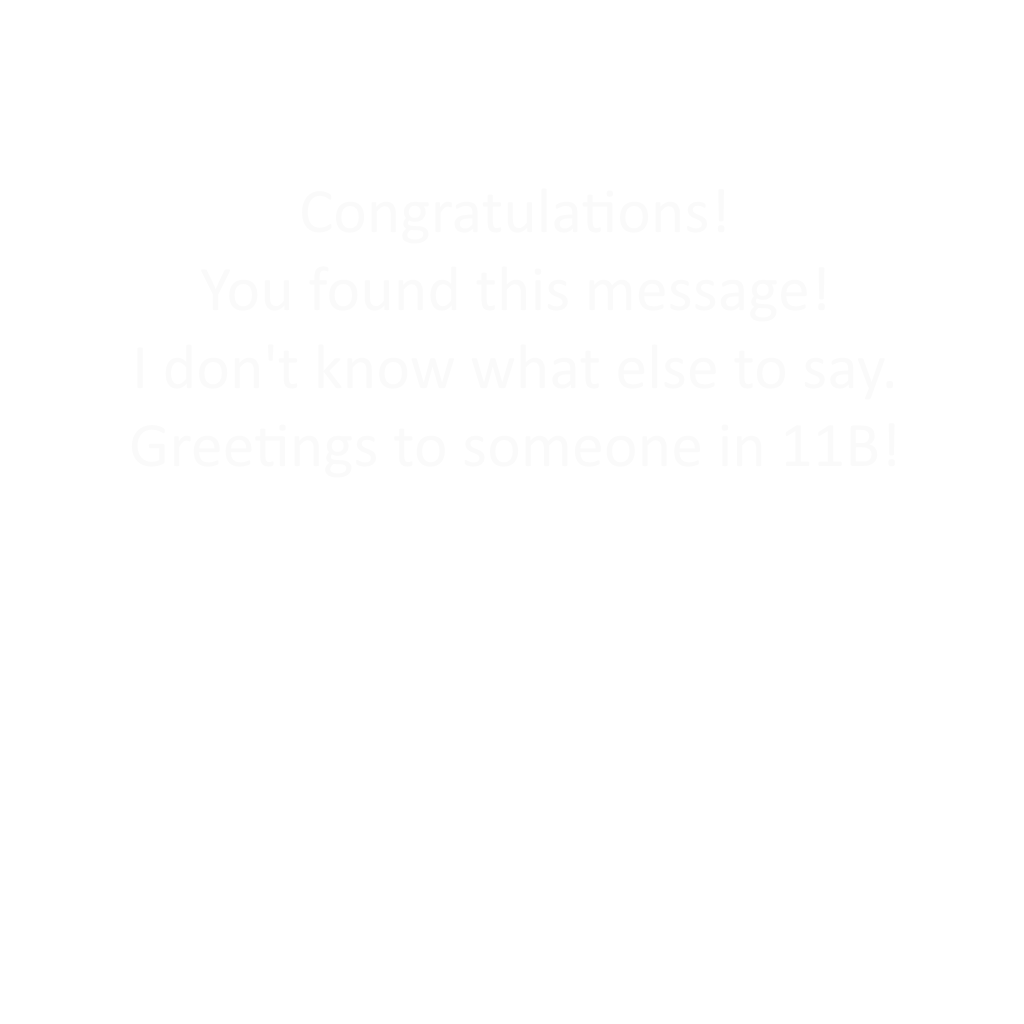 Congratulations!
You found this message!
I don't know what else to say.
Greetings to someone in 11B!